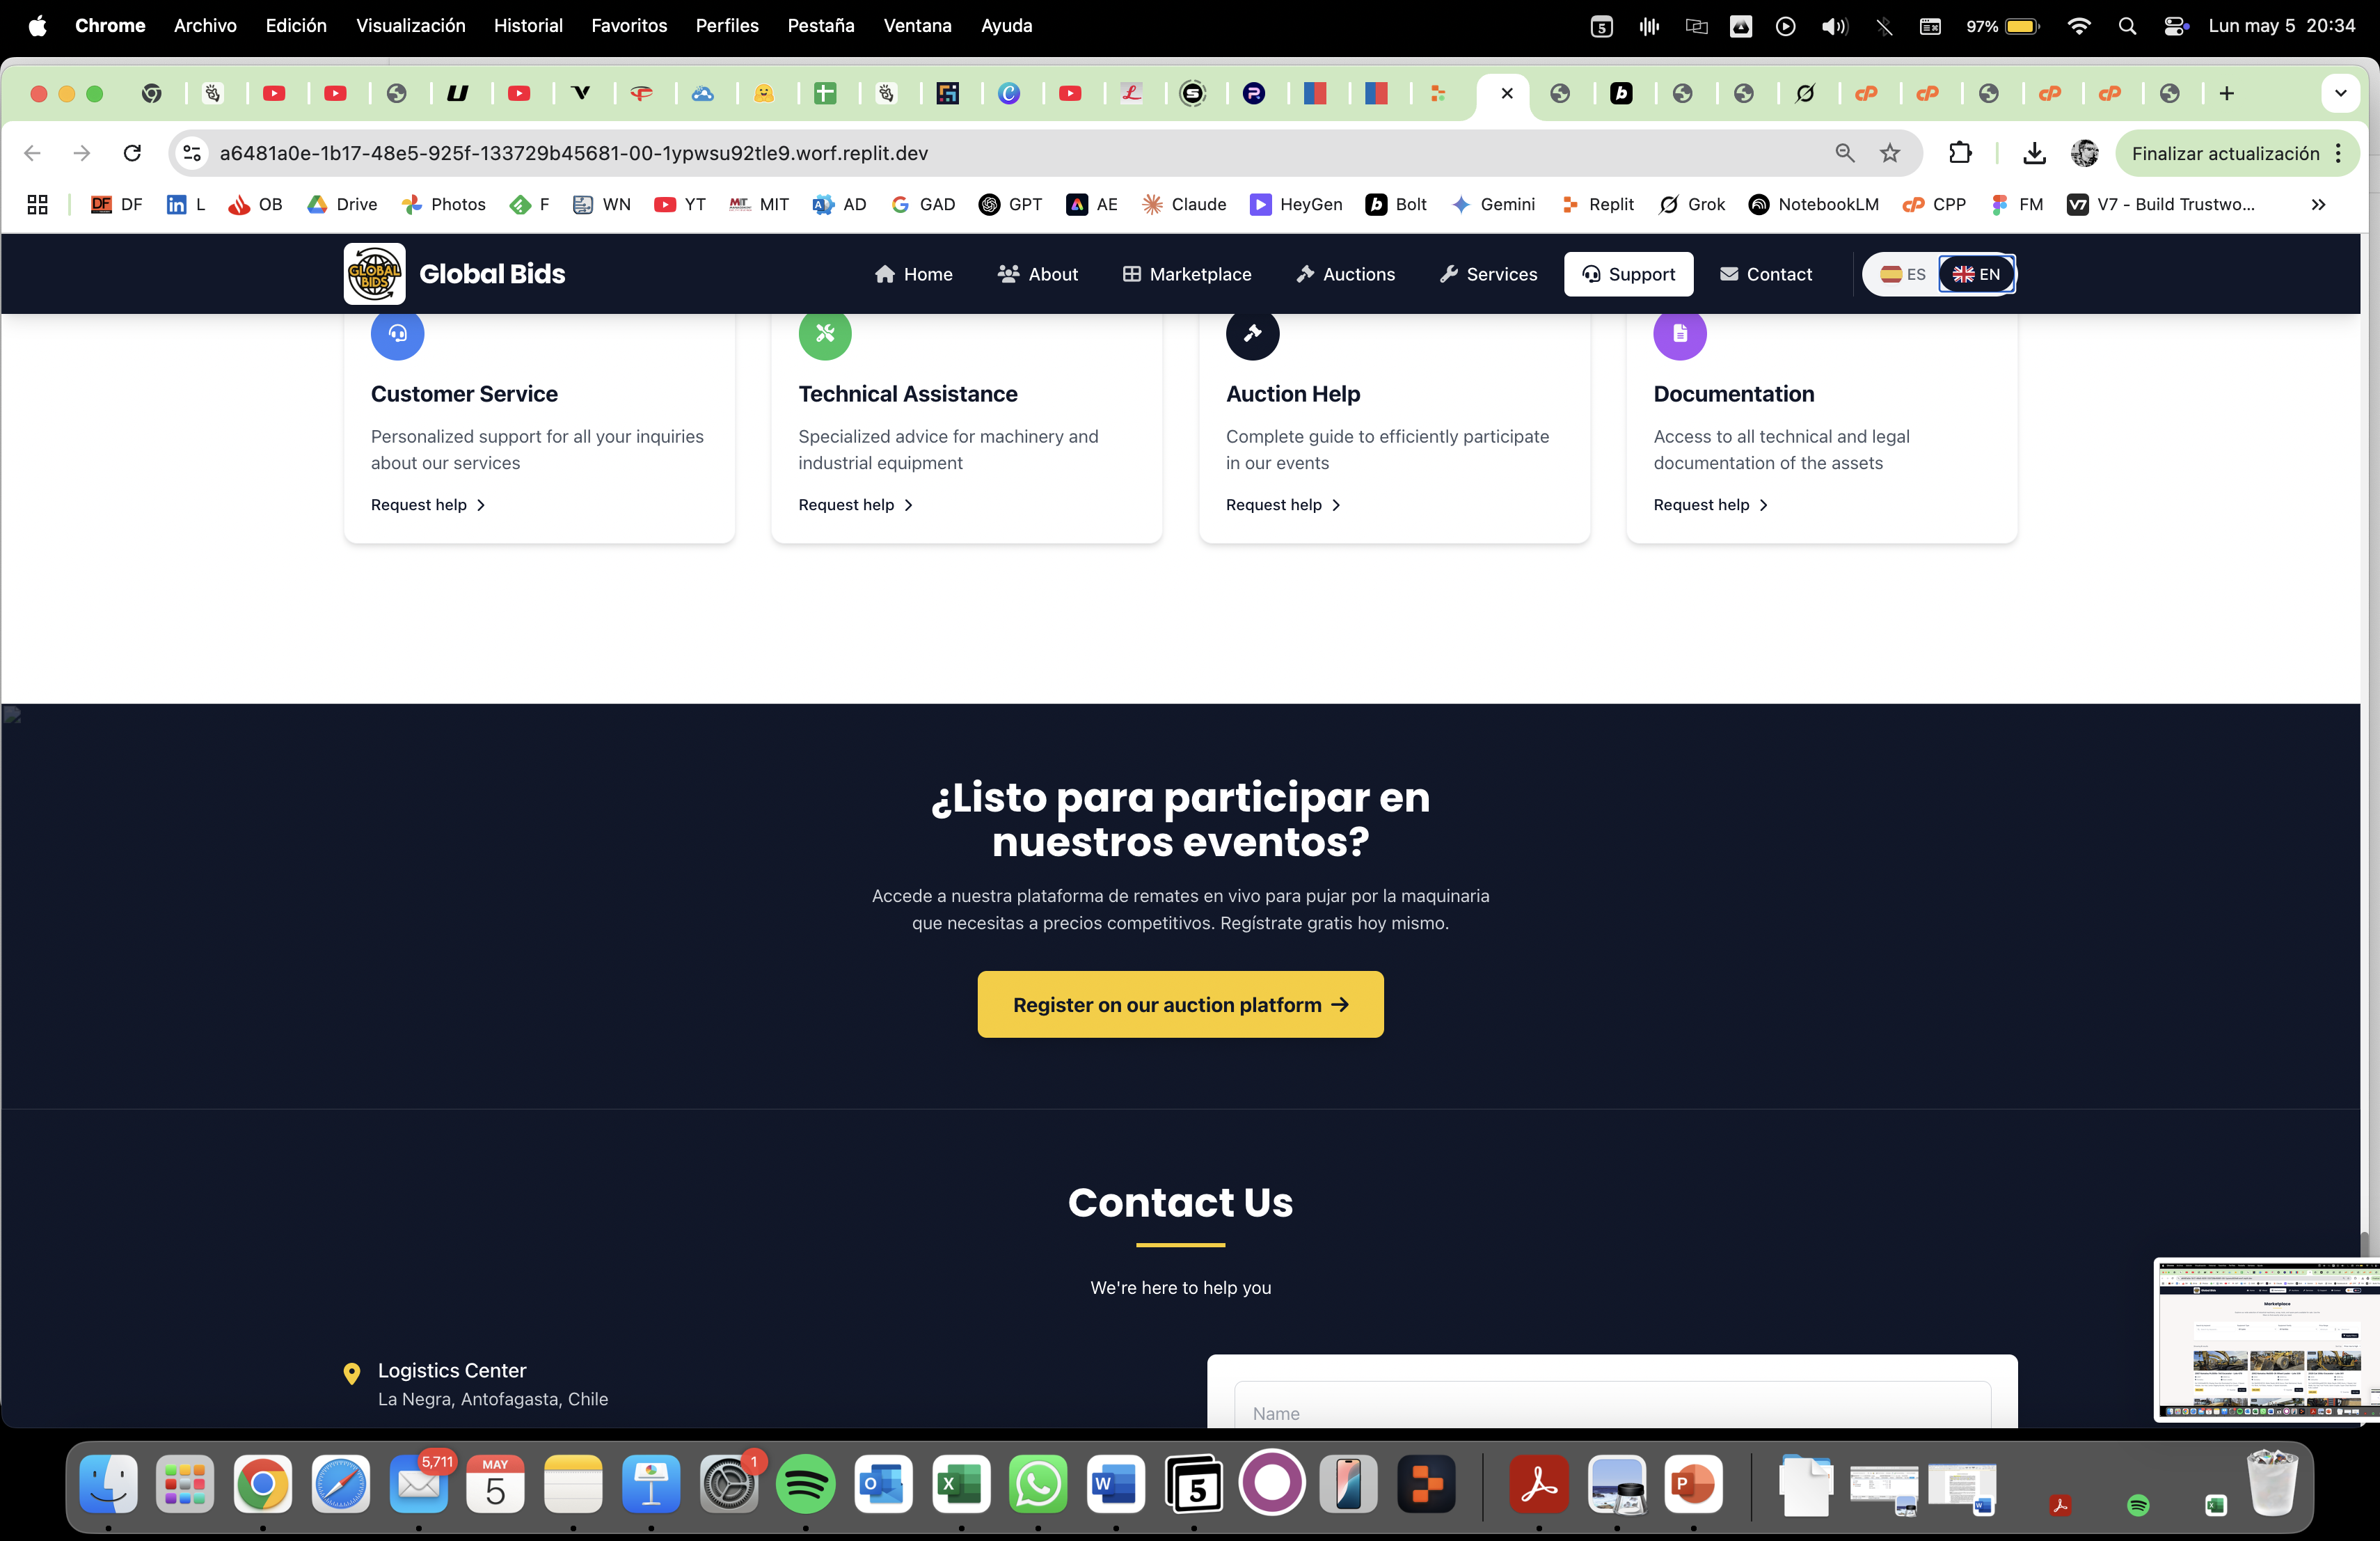 Chrome Archivo Edición Visualización Historial Favoritos Perfiles Pestaña Ventana Ayuda
5 97% Lun may 5 20:34
a6481a0e-1b17-48e5-925f-133729b45681-00-1ypwsu92tle9.worf.replit.dev
Finalizar actualización
DF DF L OB Drive Photos F WN YT MIT MIT AD GAD GPT AE Claude HeyGen Bolt Gemini Replit Grok NotebookLM CPP FM V7 - Build Trustwo...
GLOBAL BIDS
Global Bids
Home About Marketplace Auctions Services Support Contact ES EN
Customer Service
Personalized support for all your inquiries
about our services
Request help
Technical Assistance
Specialized advice for machinery and
industrial equipment
Request help
Auction Help
Complete guide to efficiently participate
in our events
Request help
Documentation
Access to all technical and legal
documentation of the assets
Request help
¿Listo para participar en
nuestros eventos?
Accede a nuestra plataforma de remates en vivo para pujar por la maquinaria
que necesitas a precios competitivos. Regístrate gratis hoy mismo.
Register on our auction platform
Contact Us
We're here to help you
Logistics Center
La Negra, Antofagasta, Chile
Name
Marketplace
5,711
MAY
5
1
5